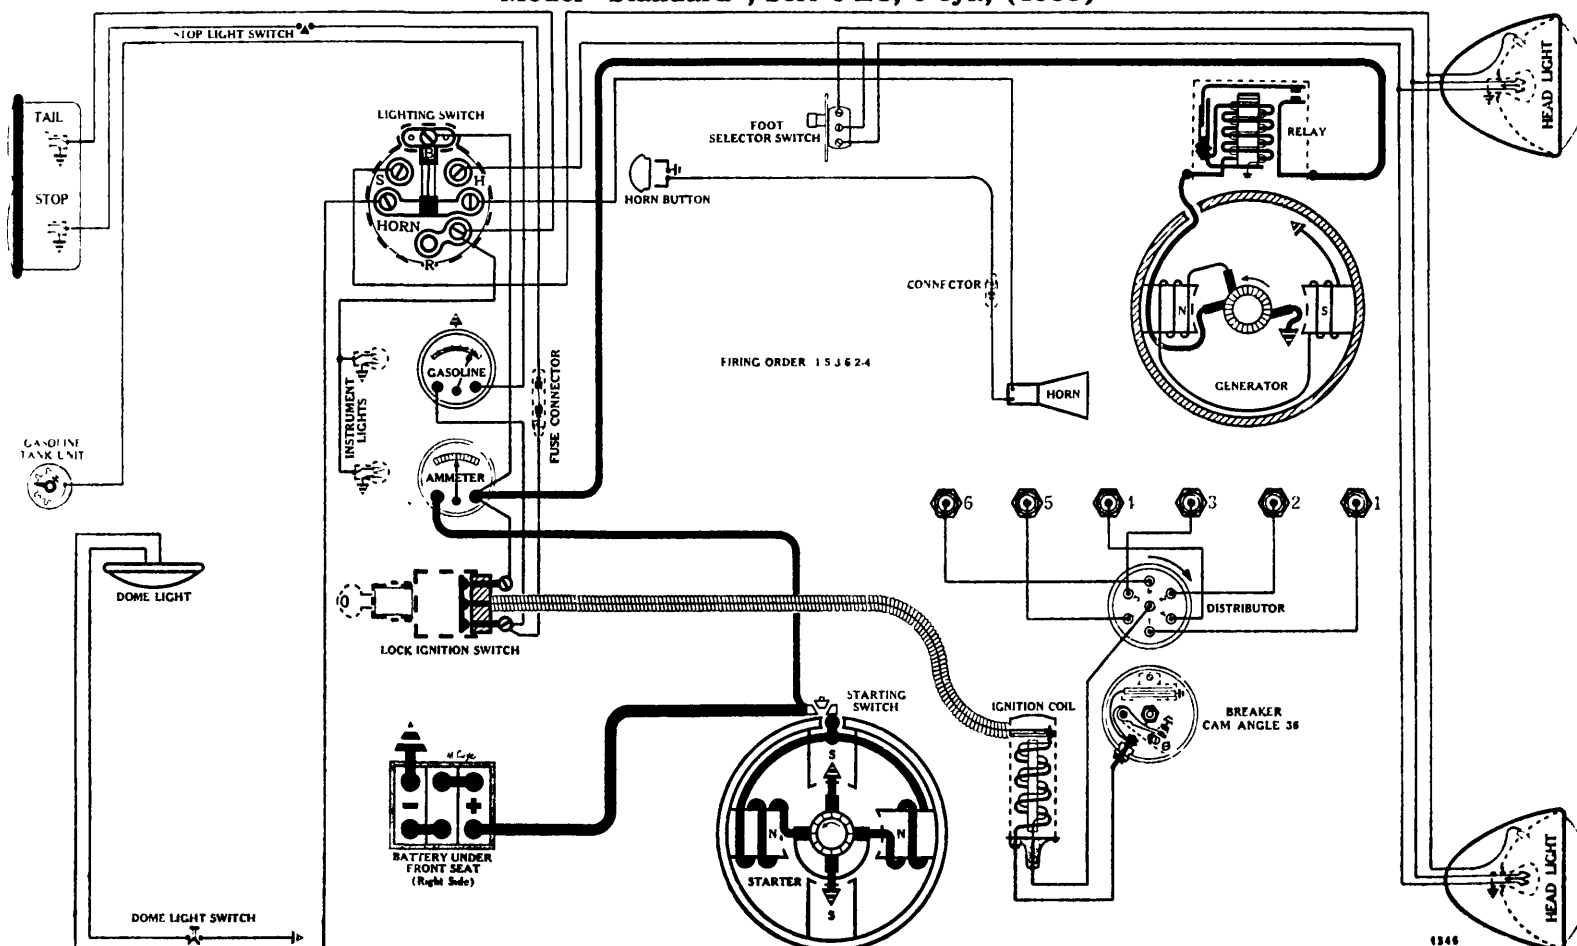 STOP LIGHT SWITCH
TAIL
STOP
LIGHTING SWITCH
B
S
H
HORN
R
HORN BUTTON
FOOT
SELECTOR SWITCH
RELAY
HEAD LIGHT
CONNECTOR
N
S
GENERATOR
FIRING ORDER 1 5 3 6 2-4
HORN
GASOLINE
INSTRUMENT
LIGHTS
FUSE CONNECTOR
AMMETER
GASOLINE
TANK UNIT
6
5
4
3
2
1
DISTRIBUTOR
DOME LIGHT
LOCK IGNITION SWITCH
STARTING
SWITCH
IGNITION COIL
BREAKER
CAM ANGLE 36
- +
BATTERY UNDER
FRONT SEAT
(Right Side)
S
N
N
STARTER
S
DOME LIGHT SWITCH
HEAD LIGHT
1346